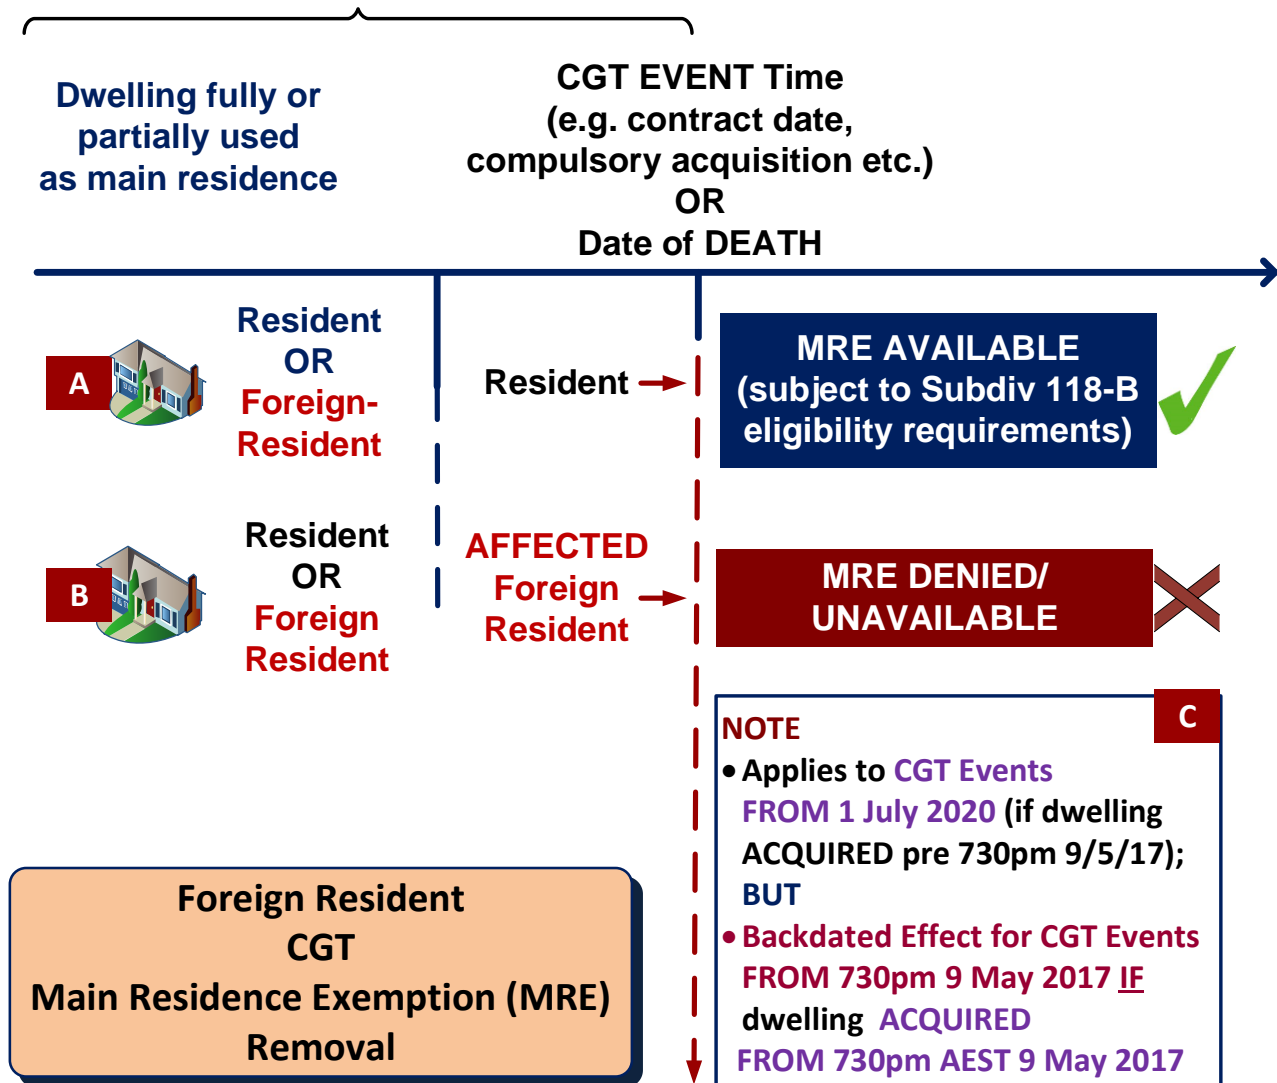 Dwelling fully or
partially used
as main residence
CGT EVENT Time
(e.g. contract date,
compulsory acquisition etc.)
OR
Date of DEATH
A
Resident
OR
Foreign-
Resident
Resident
MRE AVAILABLE
(subject to Subdiv 118-B
eligibility requirements)
B
Resident
OR
Foreign
Resident
AFFECTED
Foreign
Resident
MRE DENIED/
UNAVAILABLE
C
NOTE
• Applies to CGT Events
FROM 1 July 2020 (if dwelling
ACQUIRED pre 730pm 9/5/17);
BUT
• Backdated Effect for CGT Events
FROM 730pm 9 May 2017 IF
dwelling ACQUIRED
FROM 730pm AEST 9 May 2017
Foreign Resident
CGT
Main Residence Exemption (MRE)
Removal